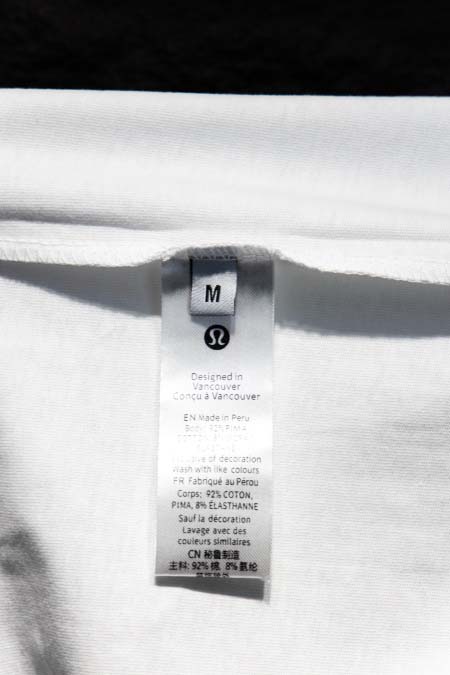 M
Designed in
Vancouver
Conçu à Vancouver
EN Made in Peru
Body: 92% PIMA
COTTON, 8%
of decoration
Wash with like colours
FR Fabriqué au Pérou
Corps: 92% COTON,
PIMA, 8% ÉLASTHANNE
Sauf la décoration
Lavage avec des
couleurs similaires
CN 秘鲁制造
主料: 92% 棉, 8% 氨纶